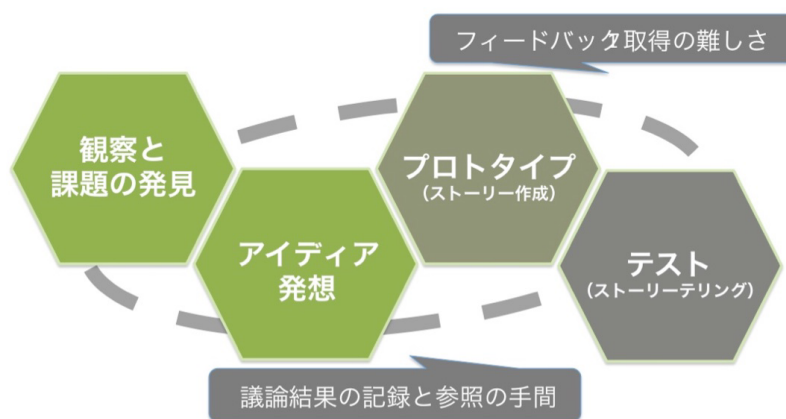 フィードバック取得の難しさ
観察と
課題の発見
プロトタイプ
(ストーリー作成)
アイディア
発想
テスト
(ストーリーテリング)
議論結果の記録と参照の手間